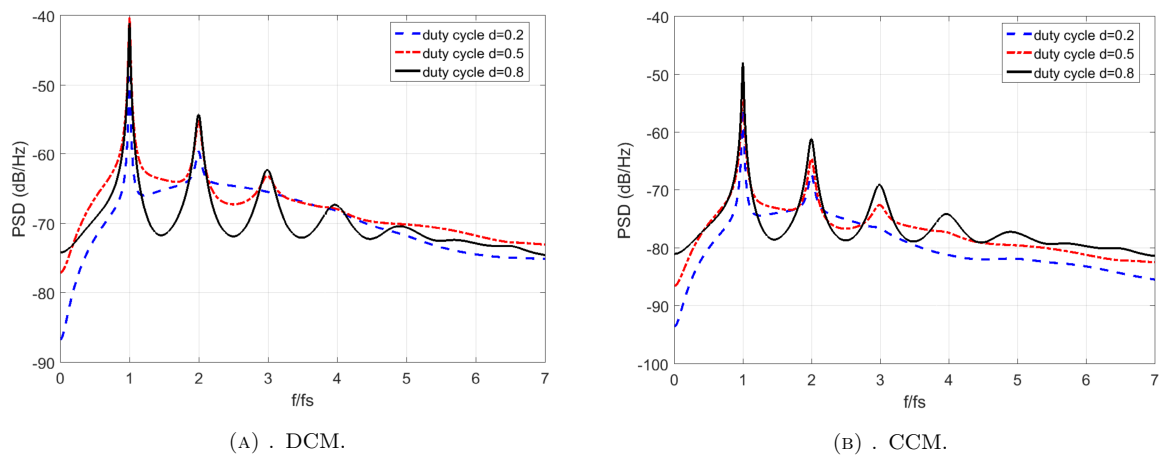 -40
-50
-60
-70
-80
-90
PSD (dB/Hz)
0 1 2 3 4 5 6 7
f/fs
duty cycle d=0.2
duty cycle d=0.5
duty cycle d=0.8
(A) . DCM.
-40
-50
-60
-70
-80
-90
-100
PSD (dB/Hz)
0 1 2 3 4 5 6 7
f/fs
duty cycle d=0.2
duty cycle d=0.5
duty cycle d=0.8
(B) . CCM.